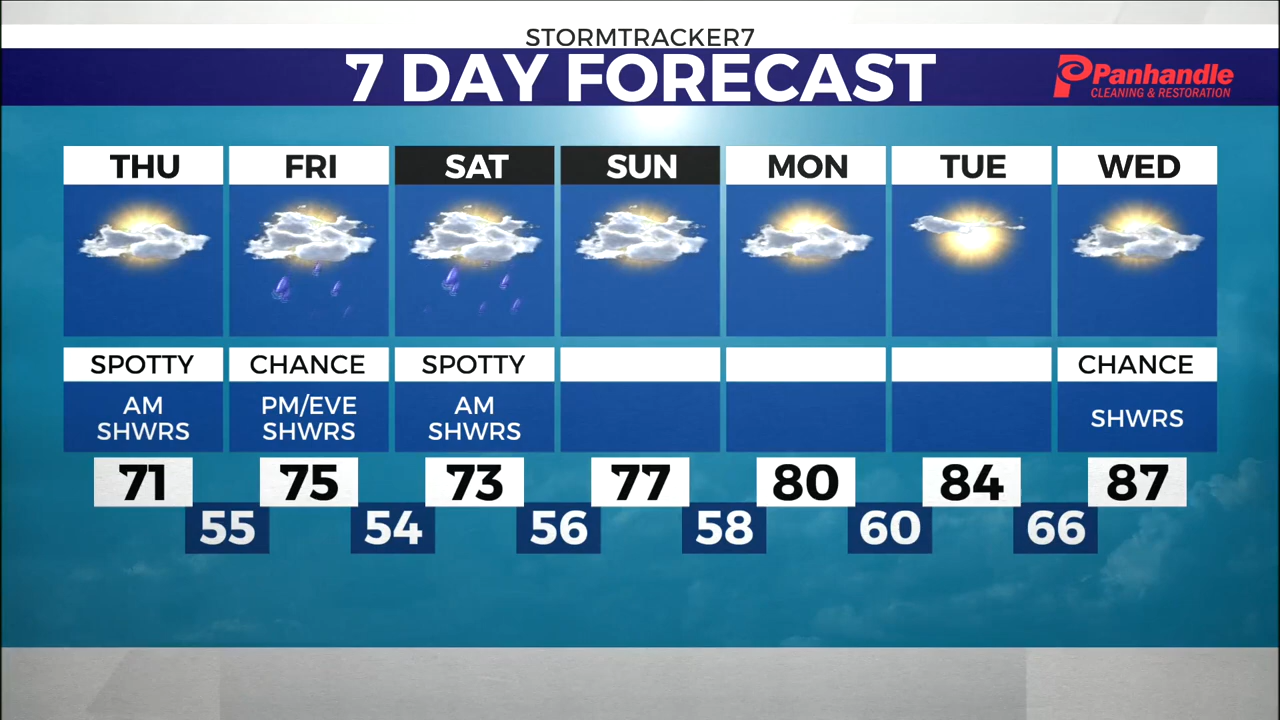 STORMTRACKER7
7 DAY FORECAST
Panhandle
CLEANING & RESTORATION
THU FRI SAT SUN MON TUE WED
SPOTTY CHANCE SPOTTY CHANCE
AM PM/EVE AM
SHWRS SHWRS SHWRS SHWRS
71 75 73 77 80 84 87
55 54 56 58 60 66